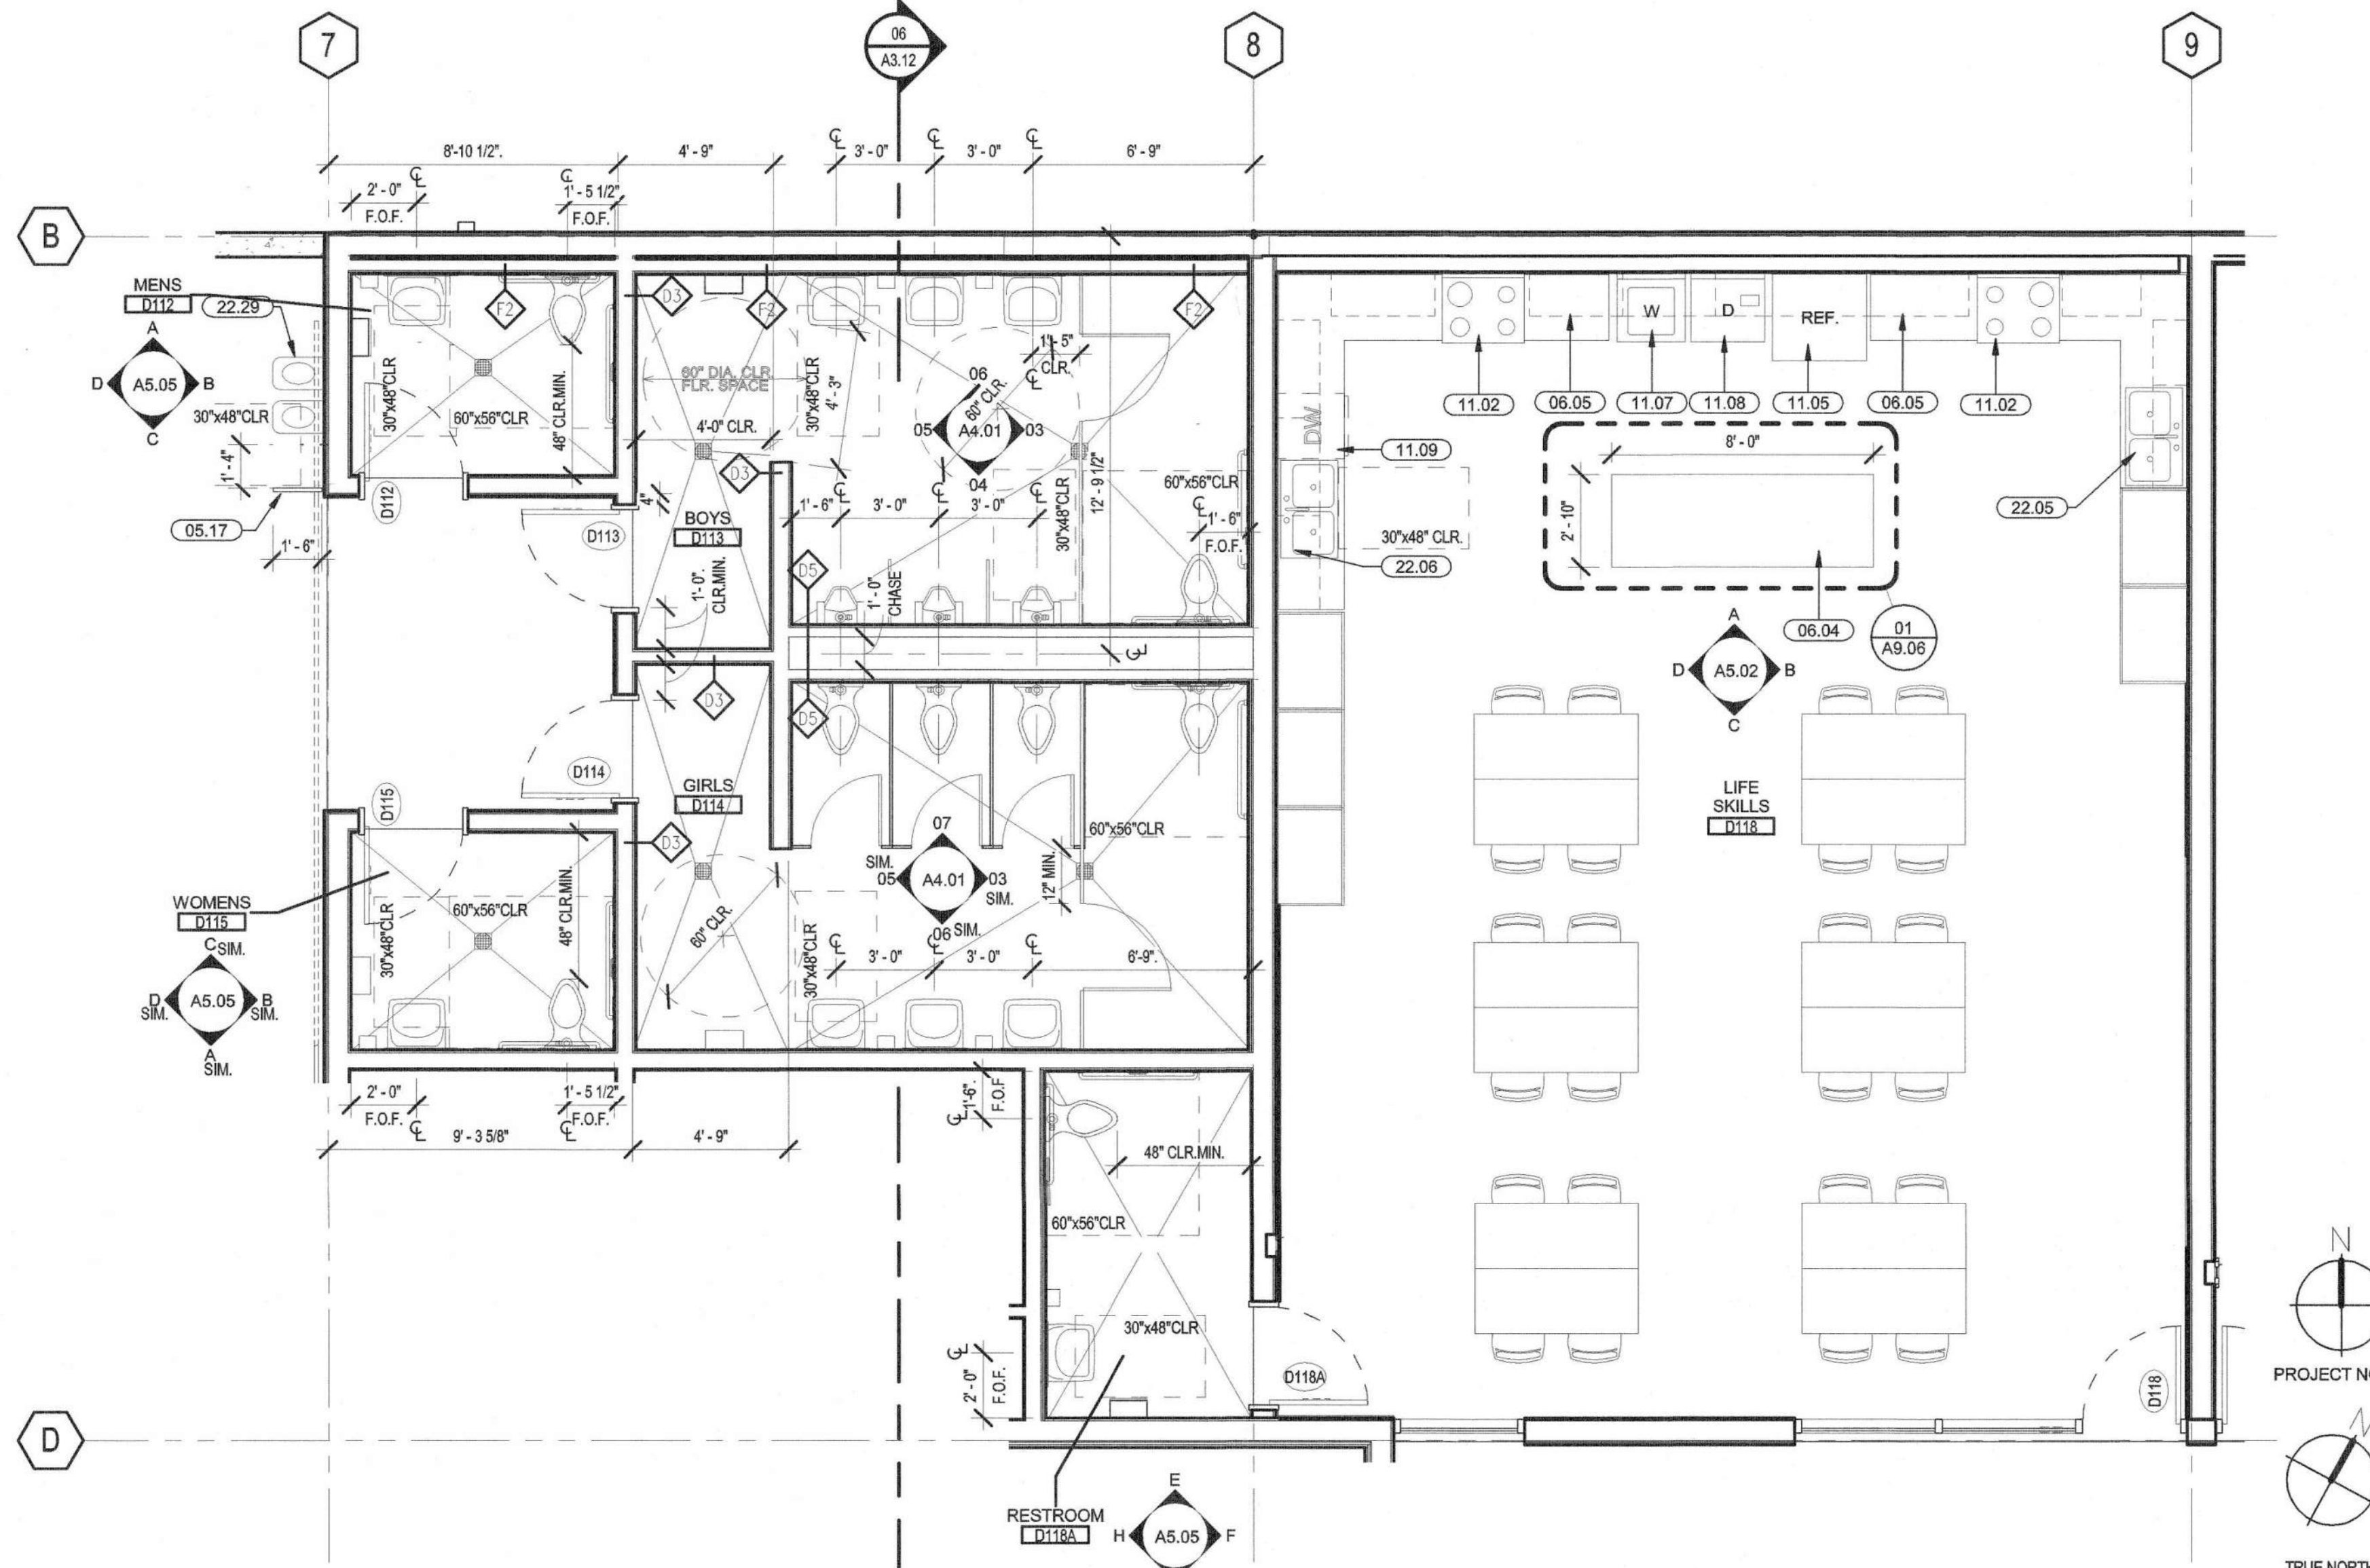 7
06
A3.12
8
9
8'-10 1/2".
4' - 9"
℄
3' - 0"
℄
3' - 0"
℄
6' - 9"
2' - 0"
℄
F.O.F.
℄
1' - 5 1/2"
F.O.F.
B
MENS
D112
22.29
A
D
A5.05
B
C
30"x48"CLR
1' - 4"
05.17
1' - 6"
F2
D3
F2
F2
30"x48"CLR
60"x56"CLR
48" CLR.MIN.
60" DIA. CLR.
FLR. SPACE
4'-0" CLR.
30"x48"CLR
4' - 3"
1' - 5"
CLR.
℄
06
60" CLR.
05
A4.01
03
04
D3
12' - 9 1/2"
60"x56"CLR
30"x48"CLR
℄
1' - 6"
F.O.F.
1' - 6"
℄
3' - 0"
℄
3' - 0"
℄
D112
4"
D113
BOYS
D113
1' - 0".
CLR.MIN.
D5
1' - 0"
CHASE
℄
D3
D5
W
D
REF.
11.02
06.05
11.07
11.08
11.05
06.05
11.02
DW
11.09
8' - 0"
2' - 10"
30"x48" CLR.
22.06
22.05
06.04
01
A9.06
A
D
A5.02
B
C
LIFE
SKILLS
D118
D114
GIRLS
D114
D115
D3
60"x56"CLR
48" CLR.MIN.
30"x48"CLR
WOMENS
D115
C SIM.
D
SIM.
A5.05
B
SIM.
A
SIM.
60" CLR.
30"x48"CLR
07
SIM.
05
A4.01
03
SIM.
06 SIM.
60"x56"CLR
12" MIN.
℄
3' - 0"
℄
3' - 0"
℄
6'-9".
2' - 0"
F.O.F.
℄
1' - 5 1/2"
F.O.F.
℄
9' - 3 5/8"
4' - 9"
1'-6".
F.O.F
℄
48" CLR.MIN.
60"x56"CLR
30"x48"CLR
℄
2' - 0"
F.O.F.
D118A
D118
D
RESTROOM
D118A
E
H
A5.05
F
N
PROJECT NO
N
TRUE NORTH